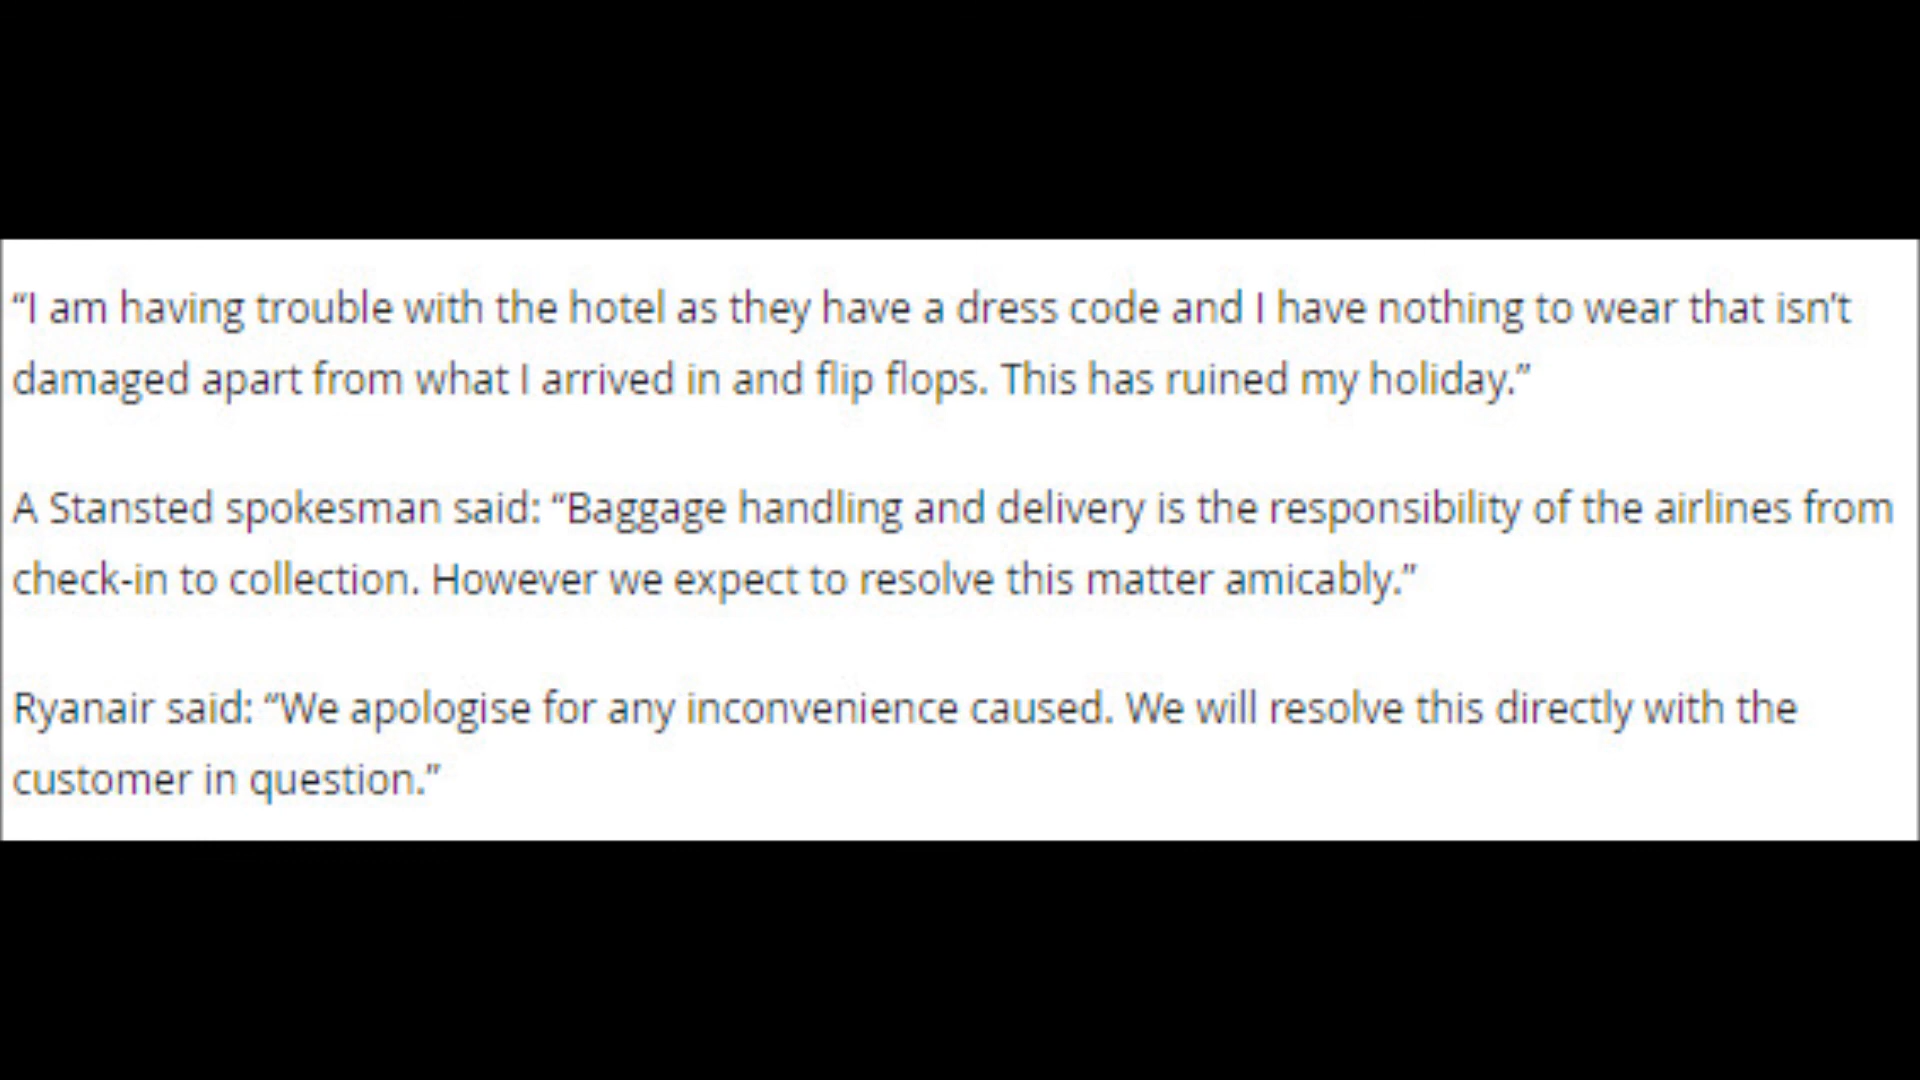 “I am having trouble with the hotel as they have a dress code and I have nothing to wear that isn't
damaged apart from what I arrived in and flip flops. This has ruined my holiday.”
A Stansted spokesman said: “Baggage handling and delivery is the responsibility of the airlines from
check-in to collection. However we expect to resolve this matter amicably.”
Ryanair said: “We apologise for any inconvenience caused. We will resolve this directly with the
customer in question.”